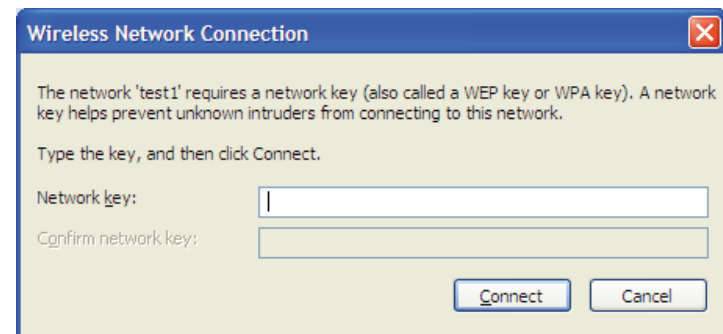 Wireless Network Connection
The network 'test1' requires a network key (also called a WEP key or WPA key). A network
key helps prevent unknown intruders from connecting to this network.
Type the key, and then click Connect.
Network key:
Confirm network key:
Connect Cancel